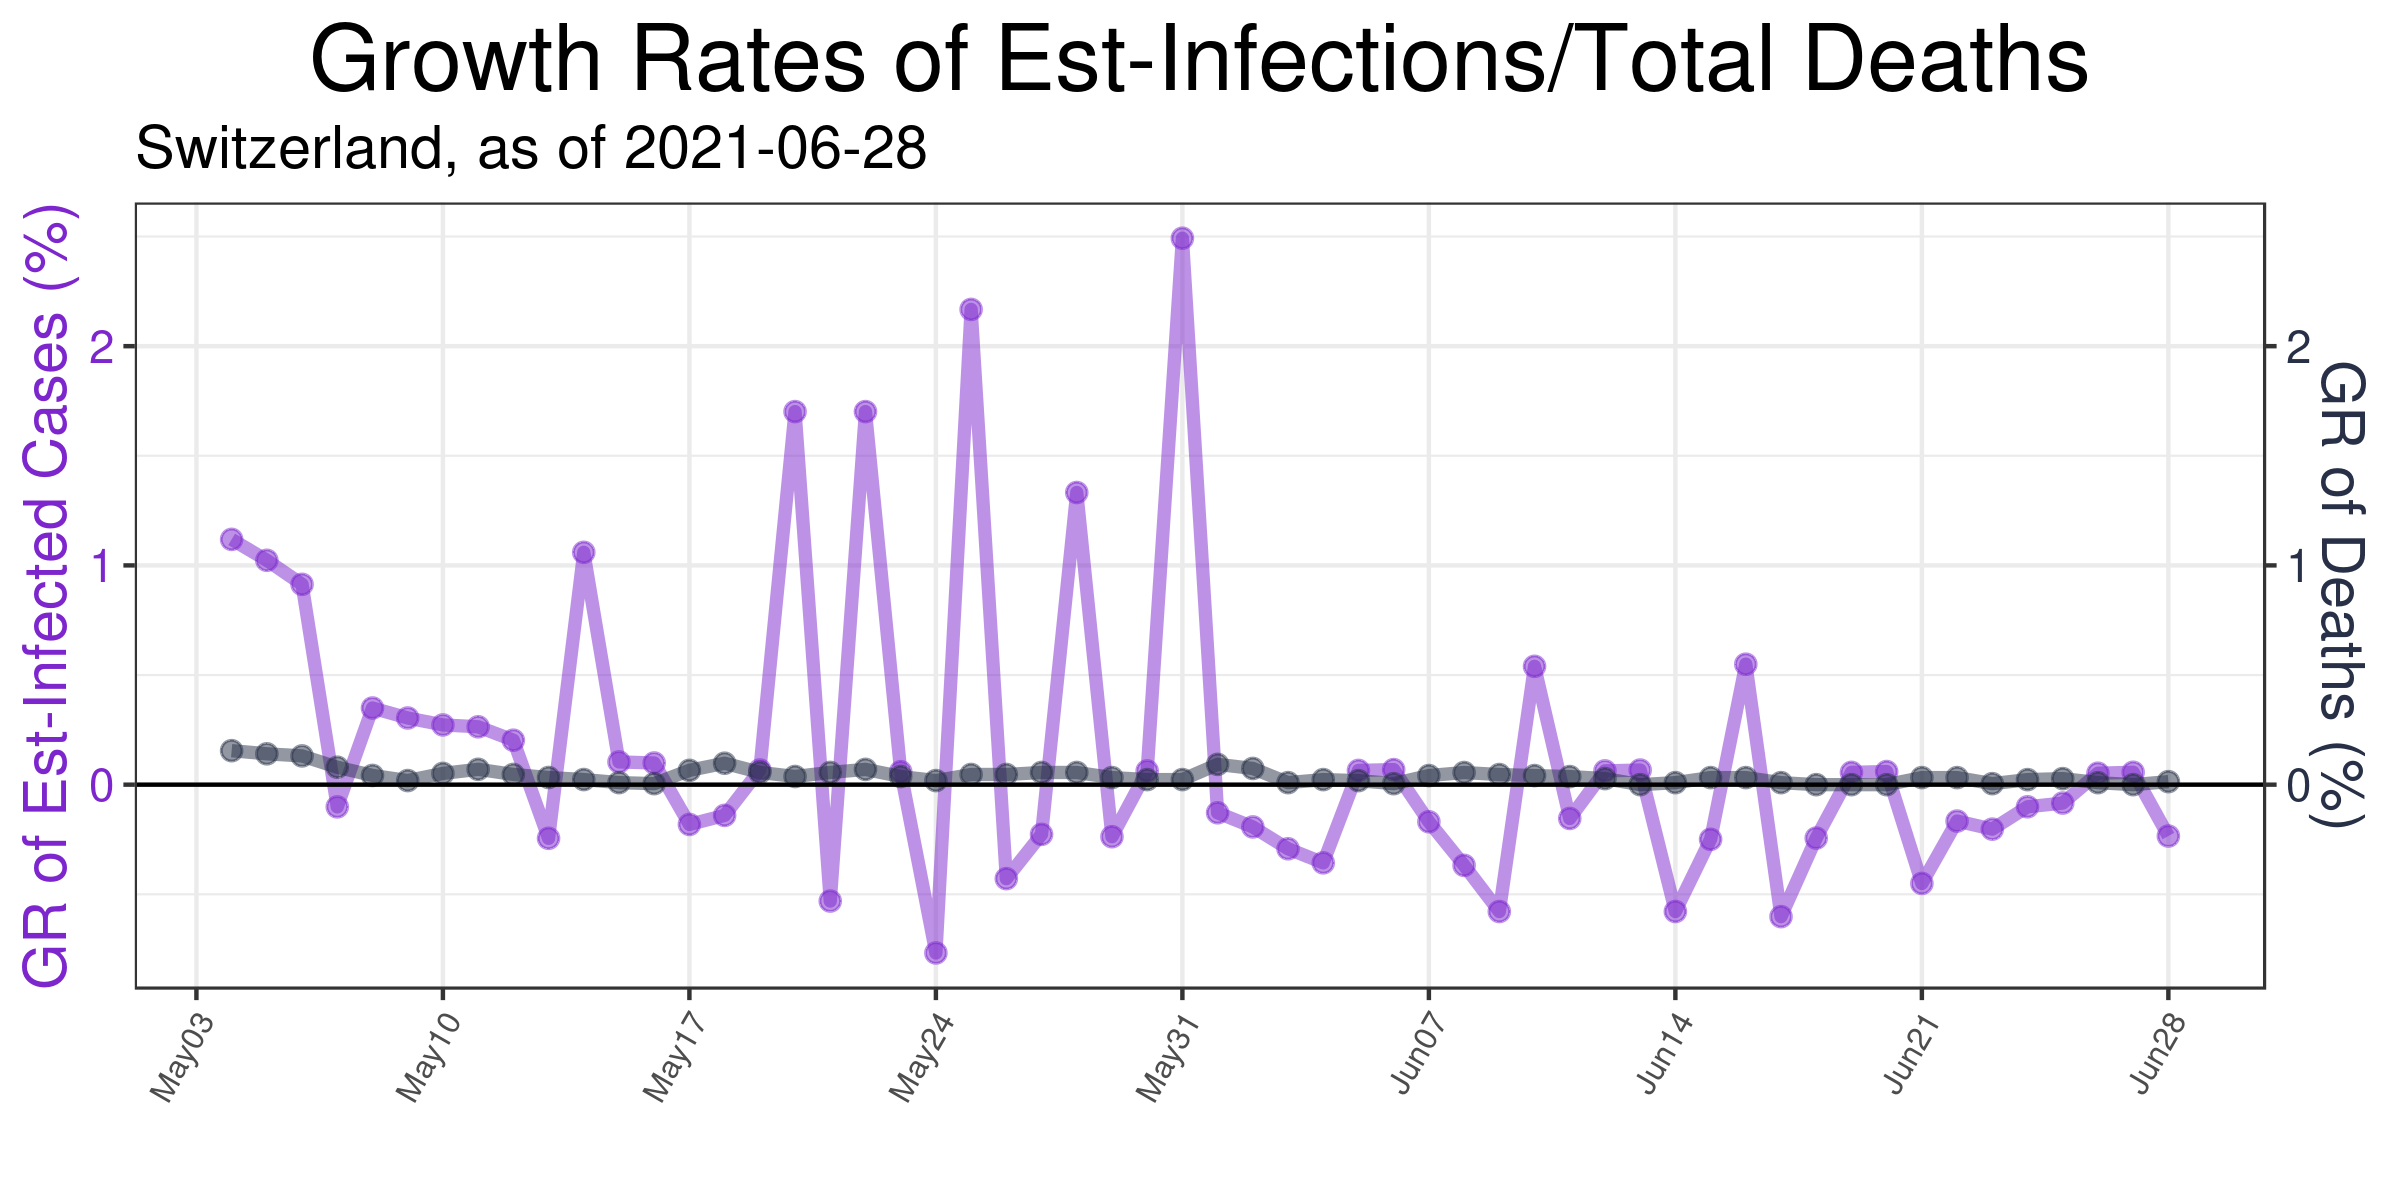 Growth Rates of Est-Infections/Total Deaths
Switzerland, as of 2021-06-28
GR of Est-Infected Cases (%)
2
1
0
2
1
0
GR of Deaths (%)
May03
May10
May17
May24
May31
Jun07
Jun14
Jun21
Jun28